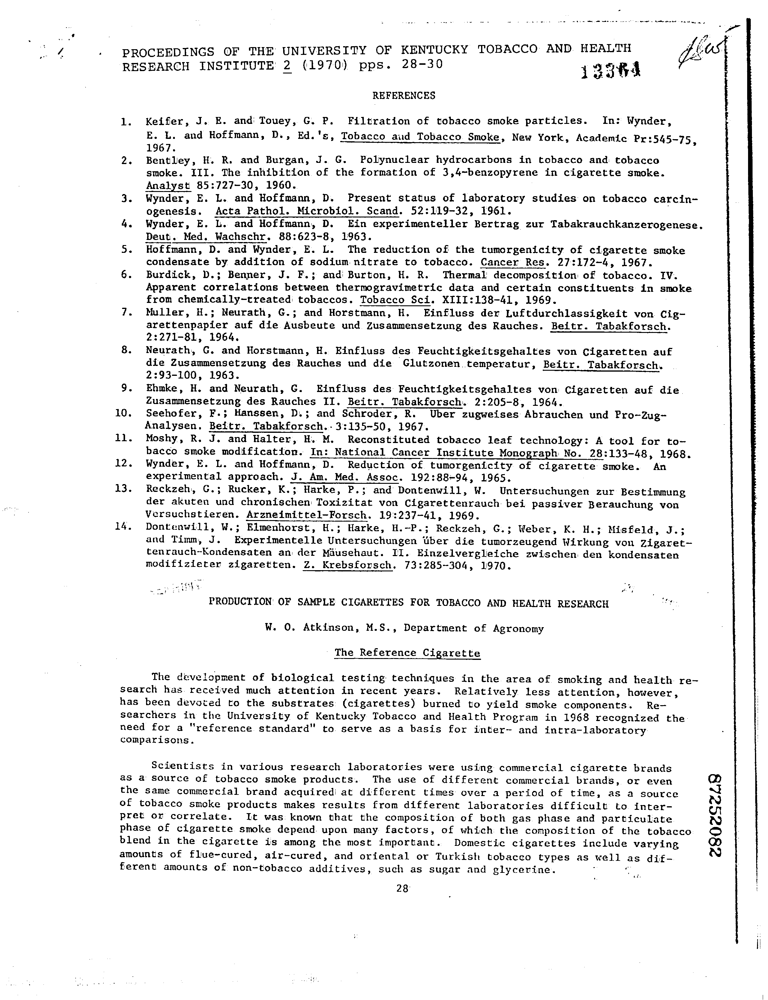 PROCEEDINGS OF THE UNIVERSITY OF KENTUCKY TOBACCO AND HEALTH
RESEARCH INSTITUTE 2 (1970) pps. 28-30
13364
REFERENCES
1. Keifer, J. E. and Touey, G. P. Filtration of tobacco smoke particles. In: Wynder,
E. L. and Hoffmann, D., Ed.'s, Tobacco and Tobacco Smoke, New York, Academic Pr:545-75,
1967.
2. Bentley, H. R. and Burgan, J. G. Polynuclear hydrocarbons in tobacco and tobacco
smoke. III. The inhibition of the formation of 3,4-benzopyrene in cigarette smoke.
Analyst 85:727-30, 1960.
3. Wynder, E. L. and Hoffmann, D. Present status of laboratory studies on tobacco carcin-
ogenesis. Acta Pathol. Microbiol. Scand. 52:119-32, 1961.
4. Wynder, E. L. and Hoffmann, D. Ein experimenteller Bertrag zur Tabakrauchkanzerogenese.
Deut. Med. Wachschr. 88:623-8, 1963.
5. Hoffmann, D. and Wynder, E. L. The reduction of the tumorgenicity of cigarette smoke
condensate by addition of sodium nitrate to tobacco. Cancer Res. 27:172-4, 1967.
6. Burdick, D.; Benner, J. F.; and Burton, H. R. Thermal decomposition of tobacco. IV.
Apparent correlations between thermogravimetric data and certain constituents in smoke
from chemically-treated tobaccos. Tobacco Sci. XIII:138-41, 1969.
7. Muller, H.; Neurath, G.; and Horstmann, H. Einfluss der Luftdurchlassigkeit von Cig-
arettenpapier auf die Ausbeute und Zusammensetzung des Rauches. Beitr. Tabakforsch.
2:271-81, 1964.
8. Neurath, G. and Horstmann, H. Einfluss des Feuchtigkeitsgehaltes von Cigaretten auf
die Zusammensetzung des Rauches und die Glutzonen temperatur, Beitr. Tabakforsch.
2:93-100, 1963.
9. Ehmke, H. and Neurath, G. Einfluss des Feuchtigkeitsgehaltes von Cigaretten auf die
Zusammensetzung des Rauches II. Beitr. Tabakforsch. 2:205-8, 1964.
10. Seehofer, F.; Hanssen, D.; and Schroder, R. Uber zugweises Abrauchen und Pro-Zug-
Analysen. Beitr. Tabakforsch. 3:135-50, 1967.
11. Moshy, R. J. and Halter, H. M. Reconstituted tobacco leaf technology: A tool for to-
bacco smoke modification. In: National Cancer Institute Monograph No. 28:133-48, 1968.
12. Wynder, E. L. and Hoffmann, D. Reduction of tumorgenicity of cigarette smoke. An
experimental approach. J. Am. Med. Assoc. 192:88-94, 1965.
13. Reckzeh, G.; Rucker, K.; Harke, P.; and Dontenwill, W. Untersuchungen zur Bestimmung
der akuten und chronischen Toxizitat von Cigarettenrauch bei passiver Berauchung von
Versuchstieren. Arzneimittel-Forsch. 19:237-41, 1969.
14. Dontenwill, W.; Elmenhorst, H.; Harke, H.-P.; Reckzeh, G.; Weber, K. H.; Misfeld, J.;
and Timm, J. Experimentelle Untersuchungen über die tumorzeugend Wirkung von Zigaret-
tenrauch-Kondensaten an der Mäusehaut. II. Einzelvergleiche zwischen den kondensaten
modifizieter zigaretten. Z. Krebsforsch. 73:285-304, 1970.
PRODUCTION OF SAMPLE CIGARETTES FOR TOBACCO AND HEALTH RESEARCH
W. O. Atkinson, M.S., Department of Agronomy
The Reference Cigarette
The development of biological testing techniques in the area of smoking and health re-
search has received much attention in recent years. Relatively less attention, however,
has been devoted to the substrates (cigarettes) burned to yield smoke components. Re-
searchers in the University of Kentucky Tobacco and Health Program in 1968 recognized the
need for a "reference standard" to serve as a basis for inter- and intra-laboratory
comparisons.
Scientists in various research laboratories were using commercial cigarette brands
as a source of tobacco smoke products. The use of different commercial brands, or even
the same commercial brand acquired at different times over a period of time, as a source
of tobacco smoke products makes results from different laboratories difficult to inter-
pret or correlate. It was known that the composition of both gas phase and particulate
phase of cigarette smoke depend upon many factors, of which the composition of the tobacco
blend in the cigarette is among the most important. Domestic cigarettes include varying
amounts of flue-cured, air-cured, and oriental or Turkish tobacco types as well as dif-
ferent amounts of non-tobacco additives, such as sugar and glycerine.
28
87252082